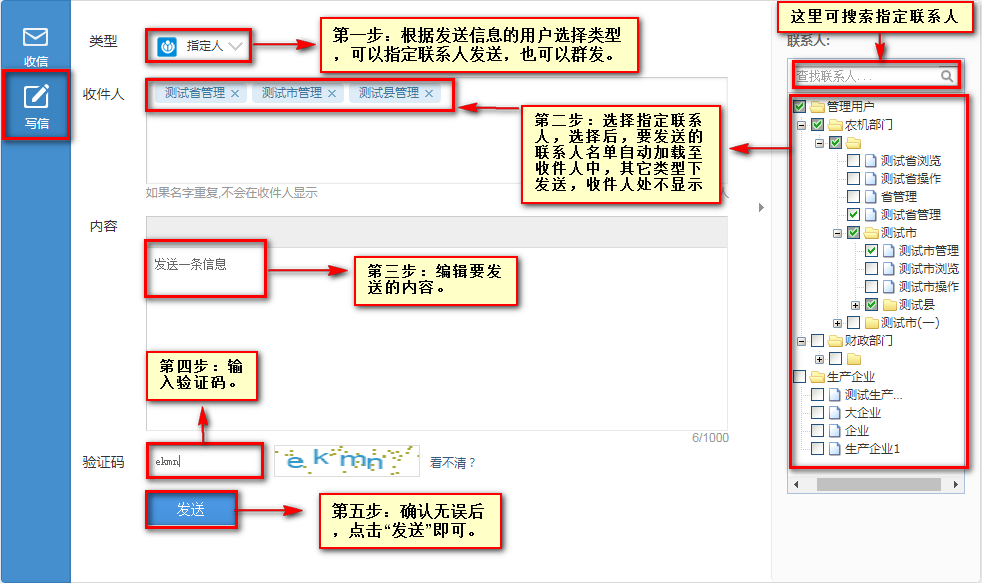 收信
写信
类型
指定人
第一步：根据发送信息的用户选择类型
，可以指定联系人发送，也可以群发。
收件人
测试省管理 ×
测试市管理 ×
测试县管理 ×
第二步：选择指定联系
人，选择后，要发送的
联系人名单自动加载至
收件人中，其它类型下
发送，收件人处不显示
如果名字重复,不会在收件人显示
人
内容
发送一条信息
第三步：编辑要发
送的内容。
第四步：输
入验证码。
6/1000
验证码
ekmn
ekmn
看不清？
发送
第五步：确认无误后
，点击“发送”即可。
这里可搜索指定联系人
联系人:
查找联系人...
管理用户
农机部门
测试省浏览
测试省操作
省管理
测试省管理
测试市
测试市管理
测试市浏览
测试市操作
测试县
测试市(一)
财政部门
生产企业
测试生产...
大企业
企业
生产企业1